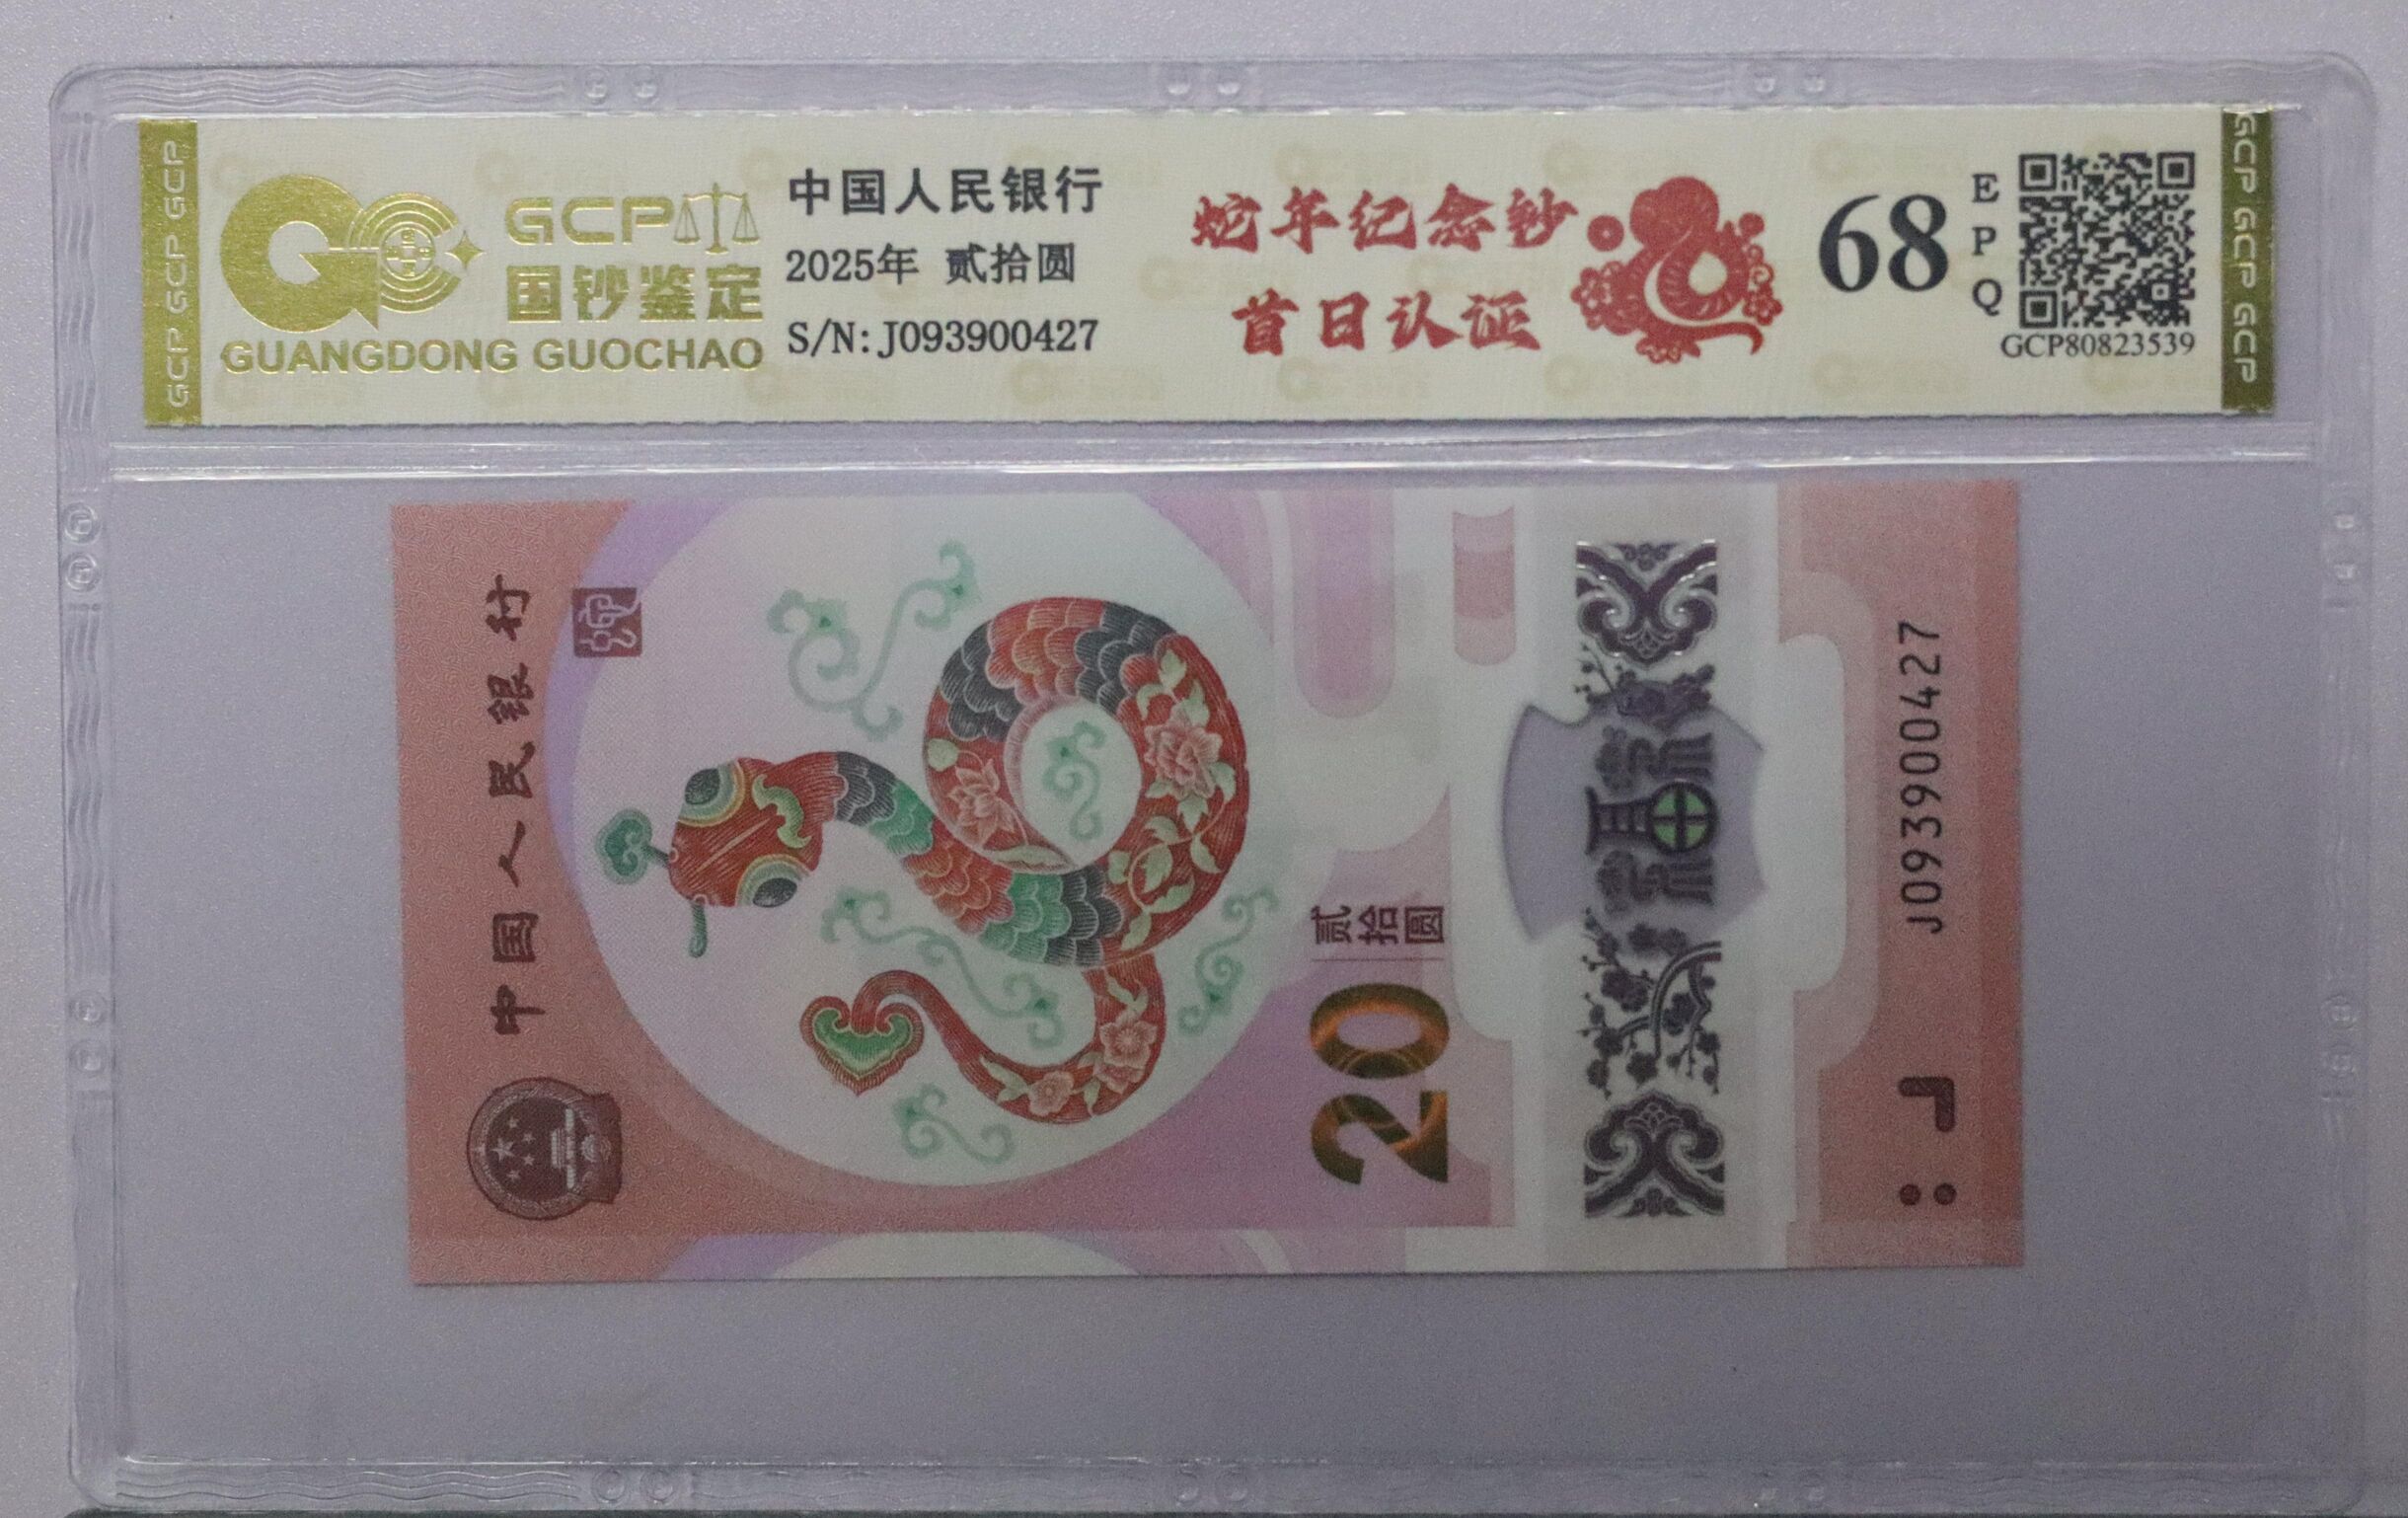 GCP GCP GCP
GCP
国钞鉴定
GUANGDONG GUOCHAO
中国人民银行
2025年 贰拾圆
S/N: J093900427
蛇年纪念钞
首日认证
68
EPQ
GCP80823539
GCP GCP GCP
中国人民银行
贰拾圆
20
J093900427